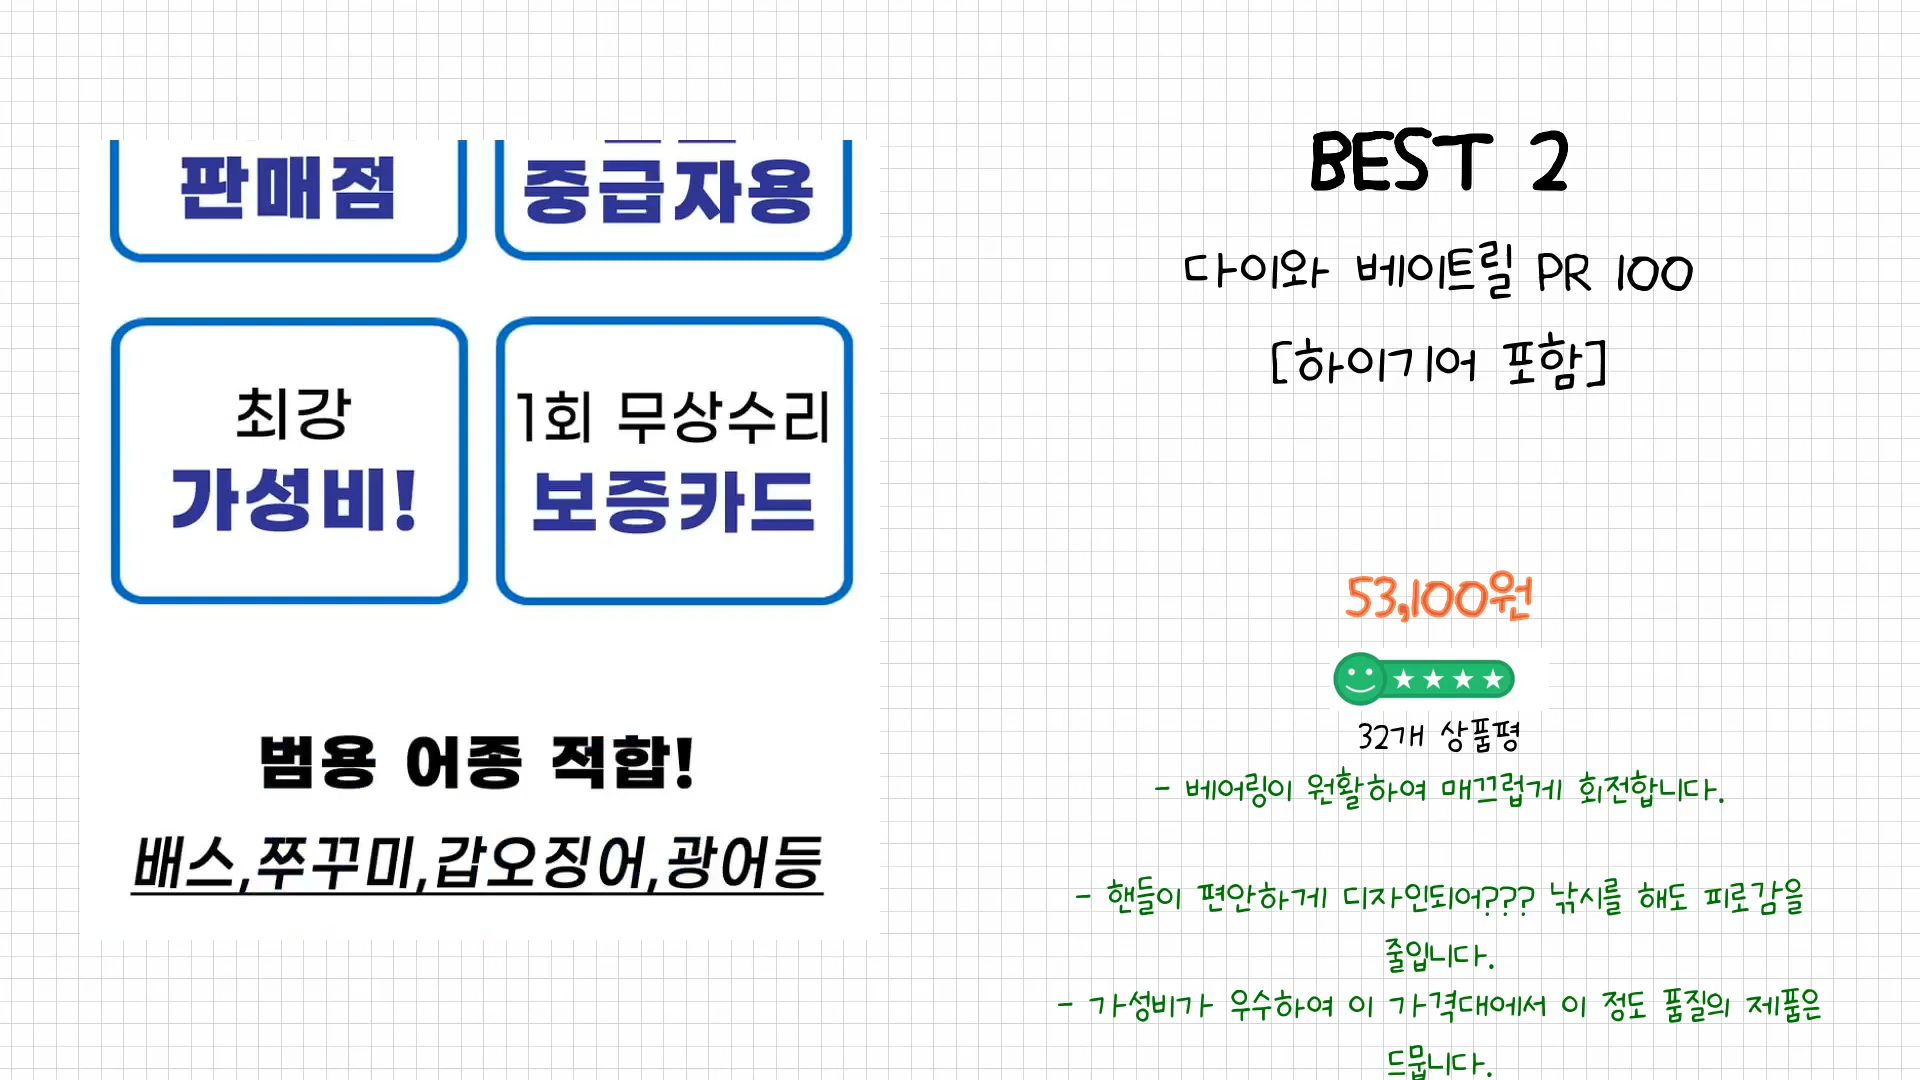 판매점
중급자용
최강
가성비!
1회 무상수리
보증카드
범용 어종 적합!
배스,쭈꾸미,갑오징어,광어등
BEST 2
다이와 베이트릴 PR 100
[하이기어 포함]
53,100원
32개 상품평
- 베어링이 원활하여 매끄럽게 회전합니다.
- 핸들이 편안하게 디자인되어??? 낚시를 해도 피로감을
줄입니다.
- 가성비가 우수하여 이 가격대에서 이 정도 품질의 제품은
드뭅니다.